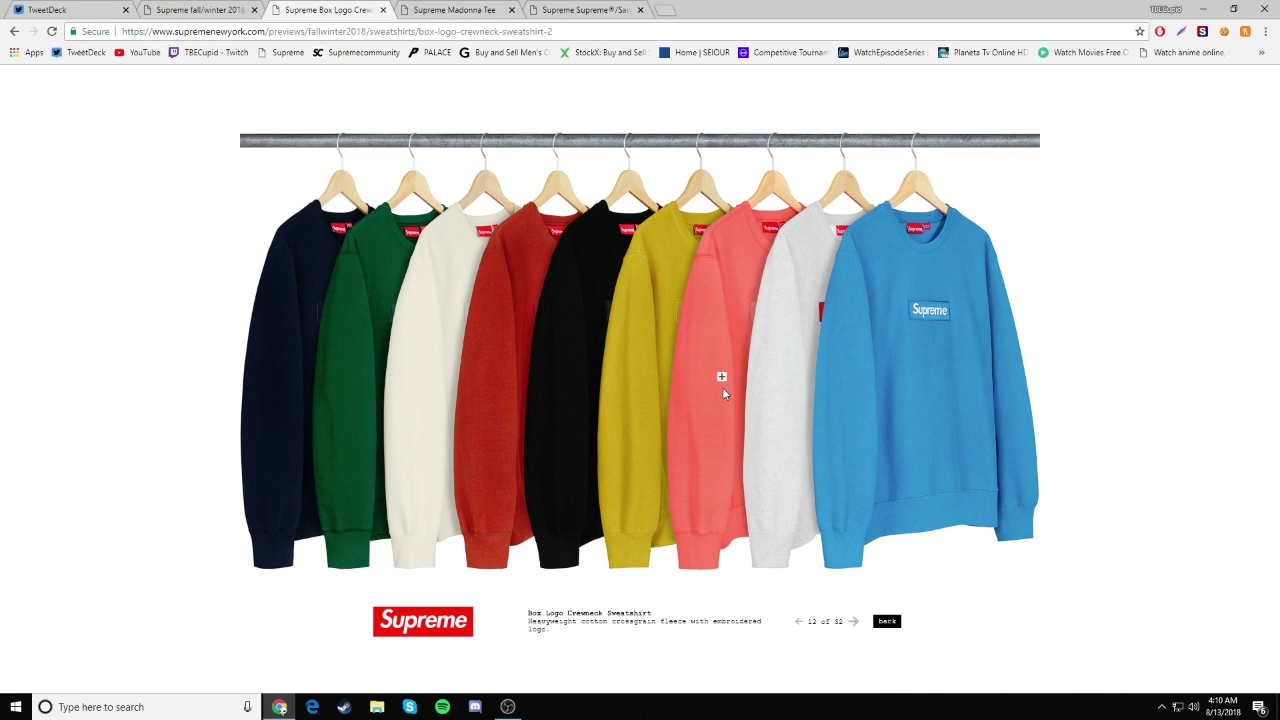 TweetDeck
Supreme fall/winter 2018
Supreme Box Logo Crewn
Supreme Madonna Tee
Supreme Supreme®/San
Secure
https://www.supremenewyork.com/previews/fallwinter2018/sweatshirts/box-logo-crewneck-sweatshirt-2
Apps
TweetDeck
YouTube
TBECupid - Twitch
Supreme
Supremecommunity
PALACE
Buy and Sell Men's C
StockX: Buy and Sell
Home | SEIOUR
Competitive Tournam
WatchEpisodeSeries |
Planeta Tv Online HD
Watch Movies Free O
Watch anime online,
Supreme
Supreme
Box Logo Crewneck Sweatshirt
Heavyweight cotton crossgrain fleece with embroidered
logo.
12 of 32
back
Type here to search
4:10 AM
8/13/2018